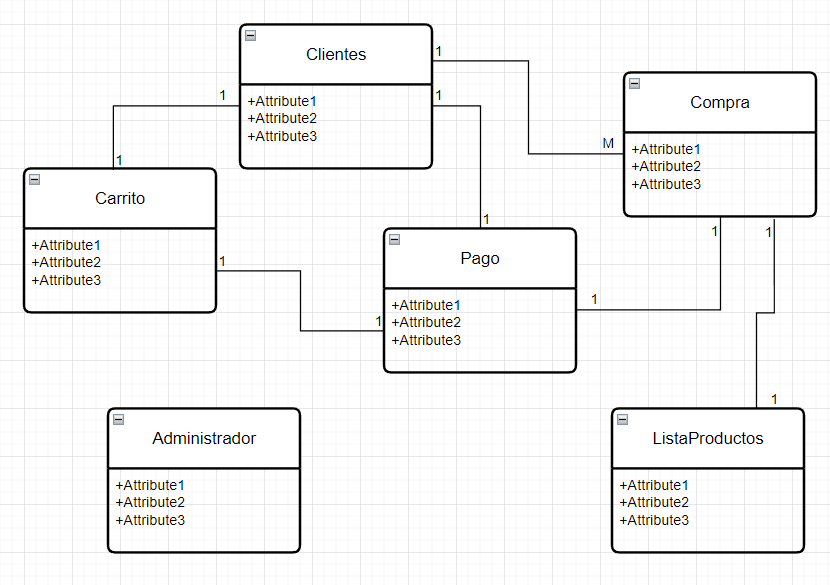 Clientes
+Attribute1
+Attribute2
+Attribute3
1
1
1
M
Compra
+Attribute1
+Attribute2
+Attribute3
1
Carrito
+Attribute1
+Attribute2
+Attribute3
1
1
Pago
+Attribute1
+Attribute2
+Attribute3
1
1
1
1
1
Administrador
+Attribute1
+Attribute2
+Attribute3
1
ListaProductos
+Attribute1
+Attribute2
+Attribute3